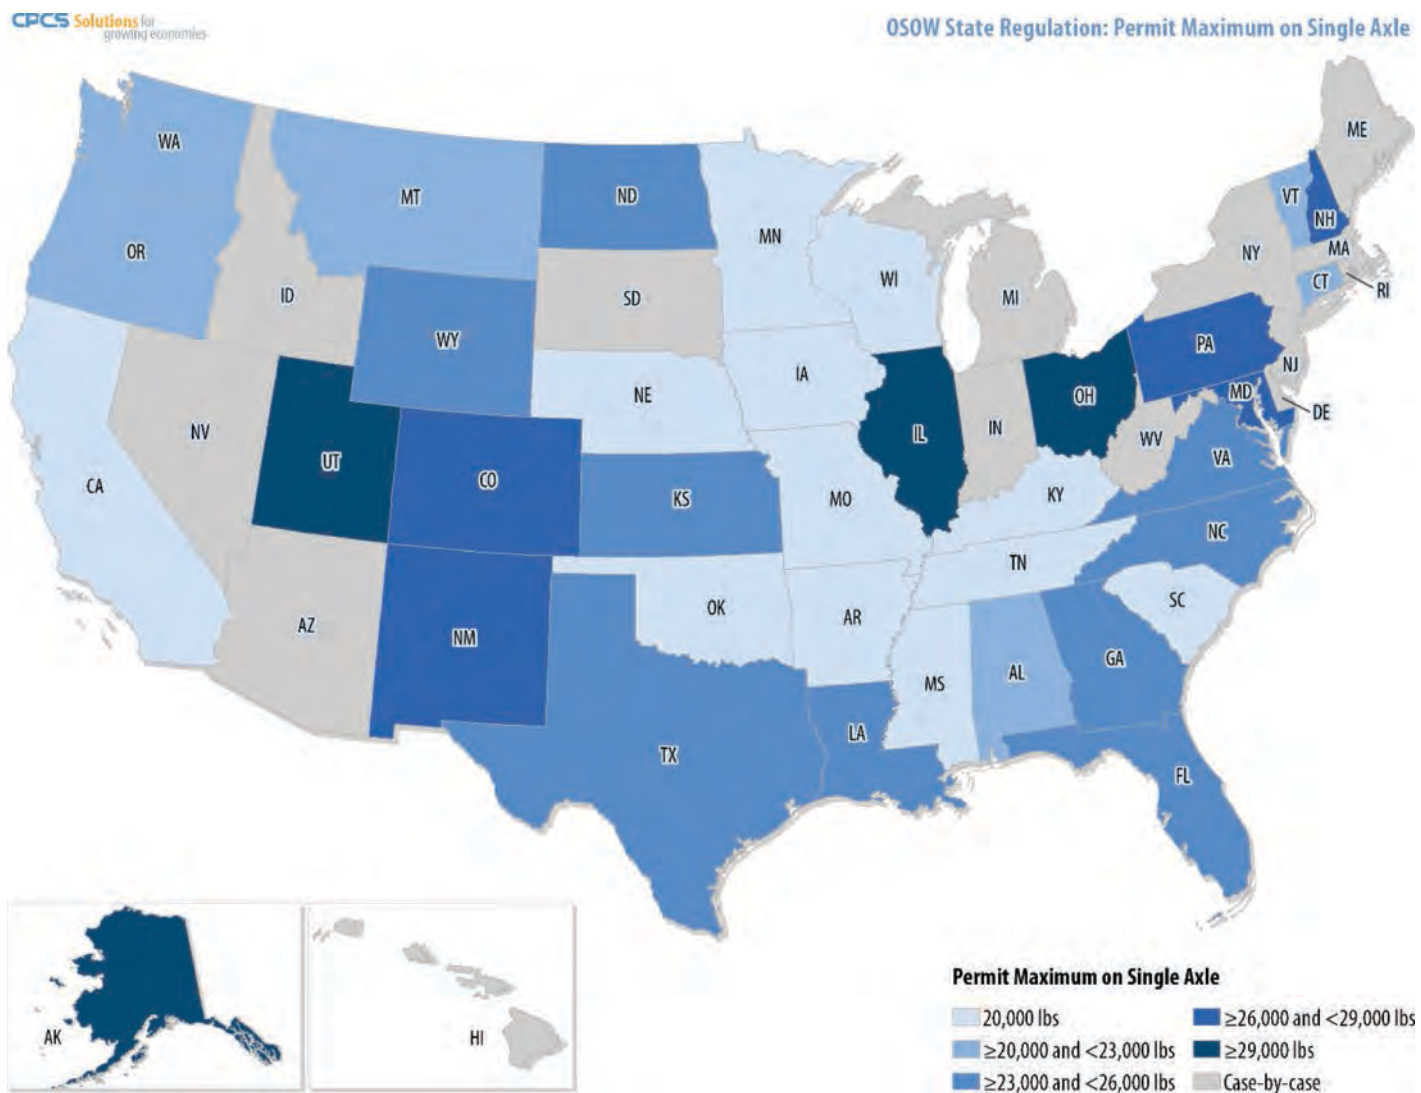 CPCS Solutions for
growing economies
OSOW State Regulation: Permit Maximum on Single Axle
WA
MT
ND
MN
ME
VT
NH
OR
ID
SD
WI
MI
NY
MA
CT
RI
WY
NE
IA
PA
NJ
NV
UT
CO
IL
IN
OH
MD
DE
WV
VA
CA
KS
MO
KY
NC
AZ
NM
OK
AR
TN
SC
MS
AL
GA
TX
LA
FL
AK
HI
Permit Maximum on Single Axle
20,000 lbs
≥20,000 and <23,000 lbs
≥23,000 and <26,000 lbs
≥26,000 and <29,000 lbs
≥29,000 lbs
Case-by-case